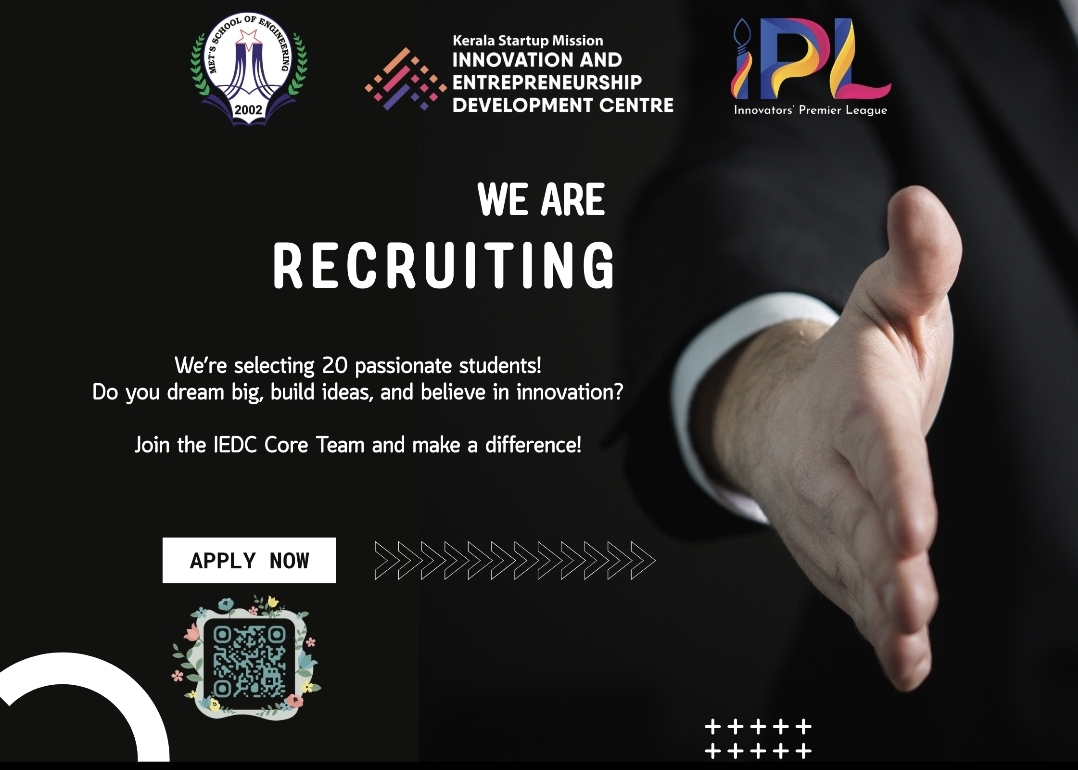 MET'S SCHOOL OF ENGINEERING
2002
Kerala Startup Mission
INNOVATION AND
ENTREPRENEURSHIP
DEVELOPMENT CENTRE
iPL
Innovators' Premier League
WE ARE
RECRUITING
We're selecting 20 passionate students!
Do you dream big, build ideas, and believe in innovation?
Join the IEDC Core Team and make a difference!
APPLY NOW